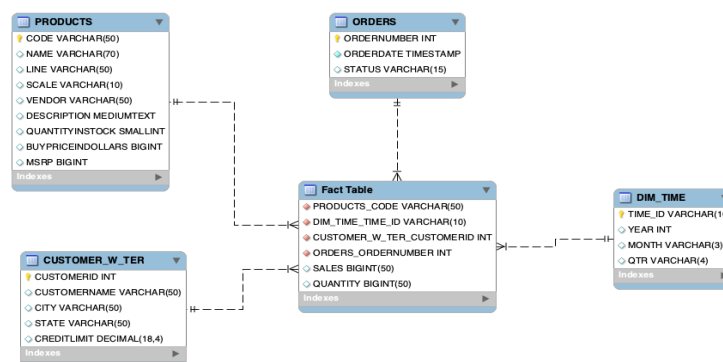 PRODUCTS
CODE VARCHAR(50)
NAME VARCHAR(70)
LINE VARCHAR(50)
SCALE VARCHAR(10)
VENDOR VARCHAR(50)
DESCRIPTION MEDIUMTEXT
QUANTITYINSTOCK SMALLINT
BUYPRICEINDOLLARS BIGINT
MSRP BIGINT
Indexes
ORDERS
ORDERNUMBER INT
ORDERDATE TIMESTAMP
STATUS VARCHAR(15)
Indexes
Fact Table
PRODUCTS_CODE VARCHAR(50)
DIM_TIME_TIME_ID VARCHAR(10)
CUSTOMER_W_TER_CUSTOMERID INT
ORDERS_ORDERNUMBER INT
SALES BIGINT(50)
QUANTITY BIGINT(50)
Indexes
DIM_TIME
TIME_ID VARCHAR(1
YEAR INT
MONTH VARCHAR(3)
QTR VARCHAR(4)
Indexes
CUSTOMER_W_TER
CUSTOMERID INT
CUSTOMERNAME VARCHAR(50)
CITY VARCHAR(50)
STATE VARCHAR(50)
CREDITLIMIT DECIMAL(18,4)
Indexes